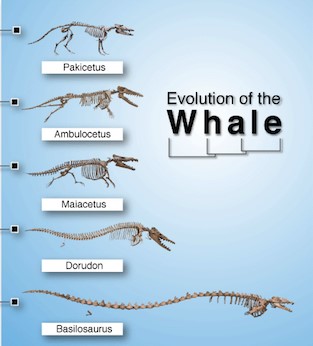 Pakicetus
Evolution of the
Whale
Ambulocetus
Maiacetus
Dorudon
Basilosaurus